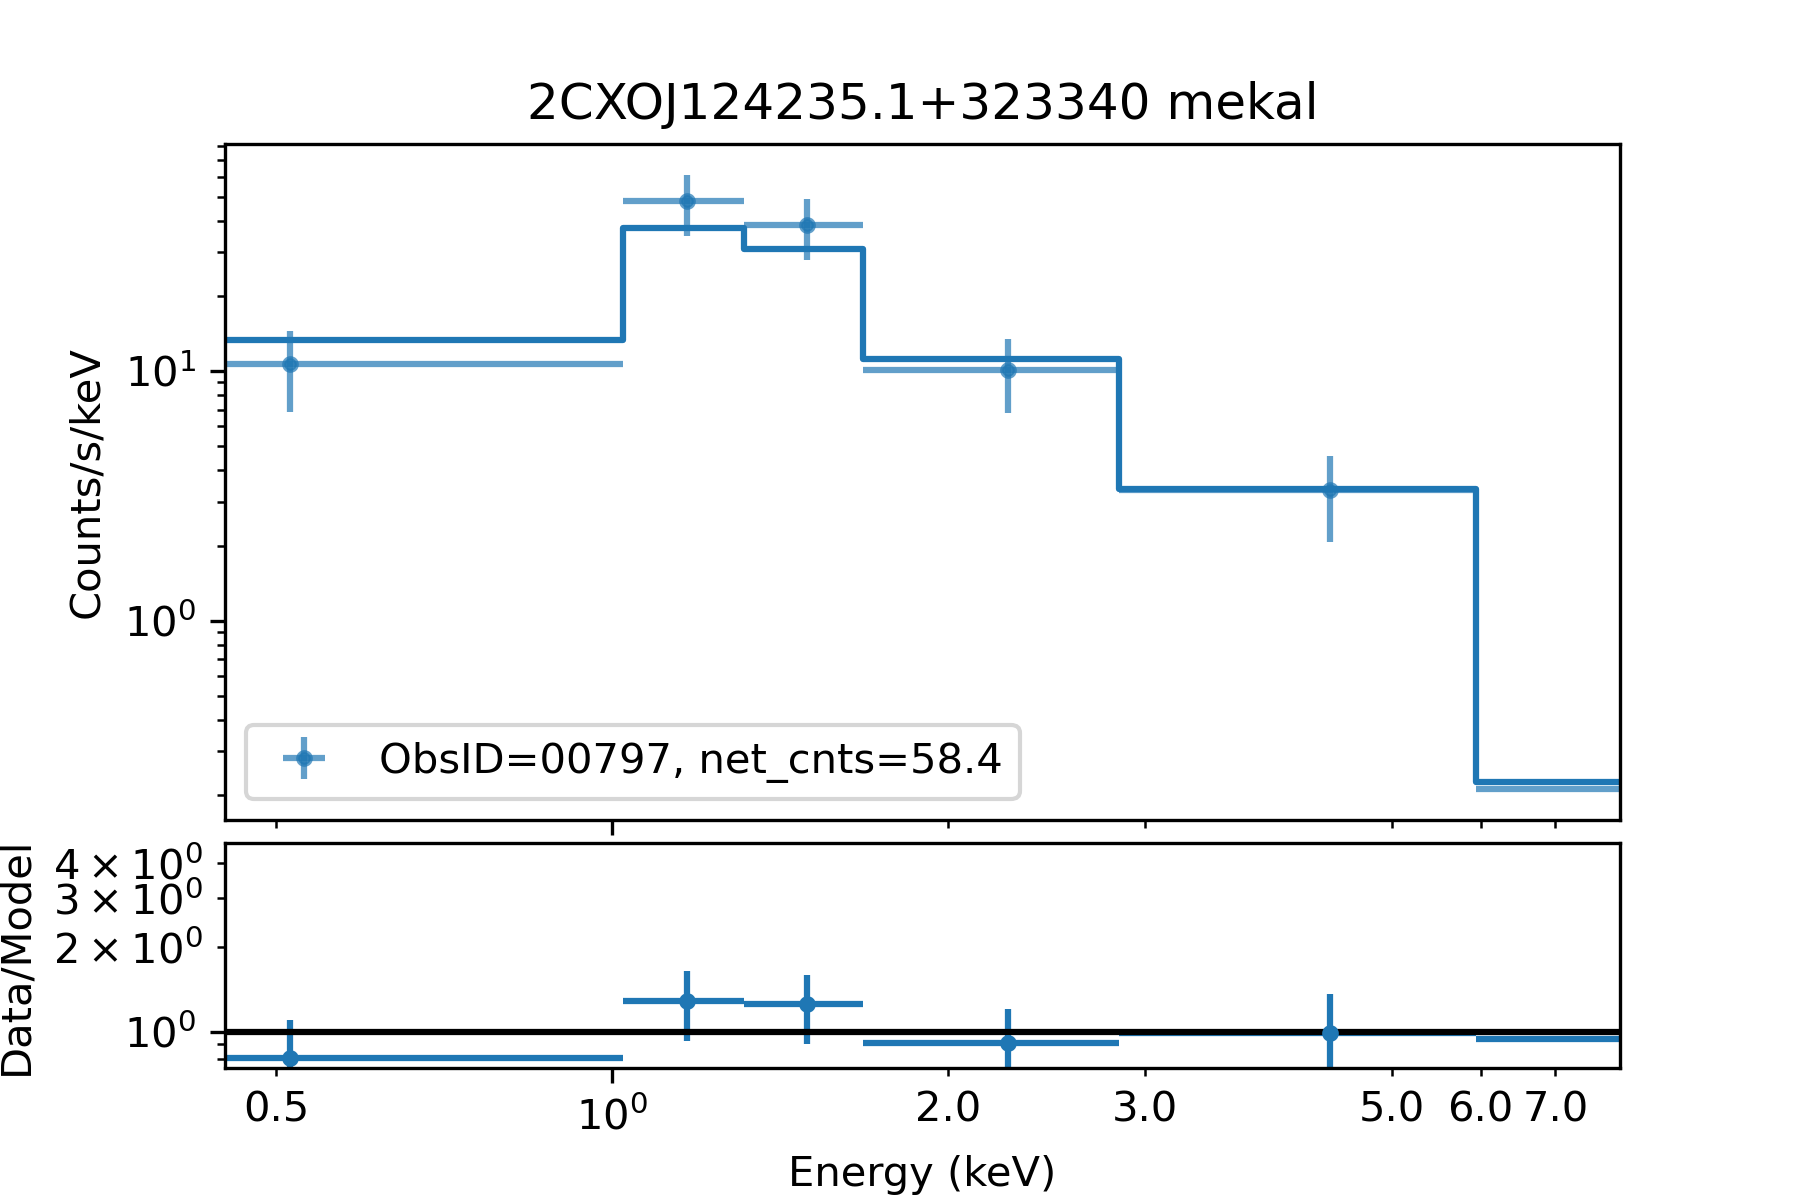 2CXOJ124235.1+323340 mekal
Counts/s/keV
10¹
10⁰
ObsID=00797, net_cnts=58.4
Data/Model
4 × 10⁰
3 × 10⁰
2 × 10⁰
10⁰
0.5 10⁰ 2.0 3.0 5.0 6.0 7.0
Energy (keV)